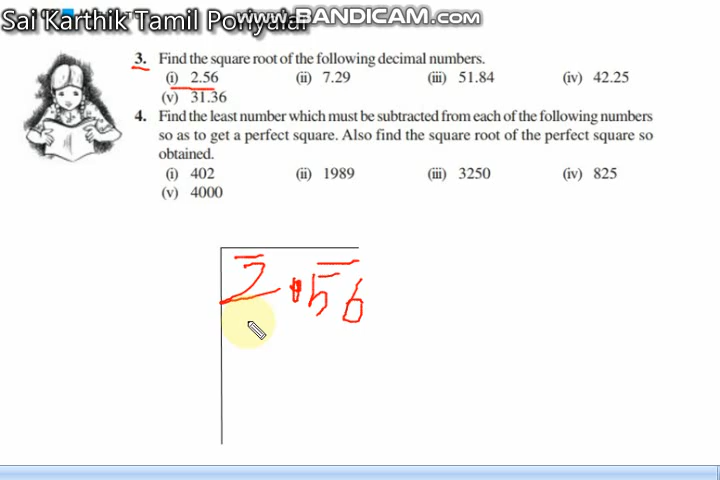 Sai Karthik Tamil
www.BANDICAM.com
3. Find the square root of the following decimal numbers.
(i) 2.56 (ii) 7.29 (iii) 51.84 (iv) 42.25
(v) 31.36
4. Find the least number which must be subtracted from each of the following numbers
so as to get a perfect square. Also find the square root of the perfect square so
obtained.
(i) 402 (ii) 1989 (iii) 3250 (iv) 825
(v) 4000
2.56